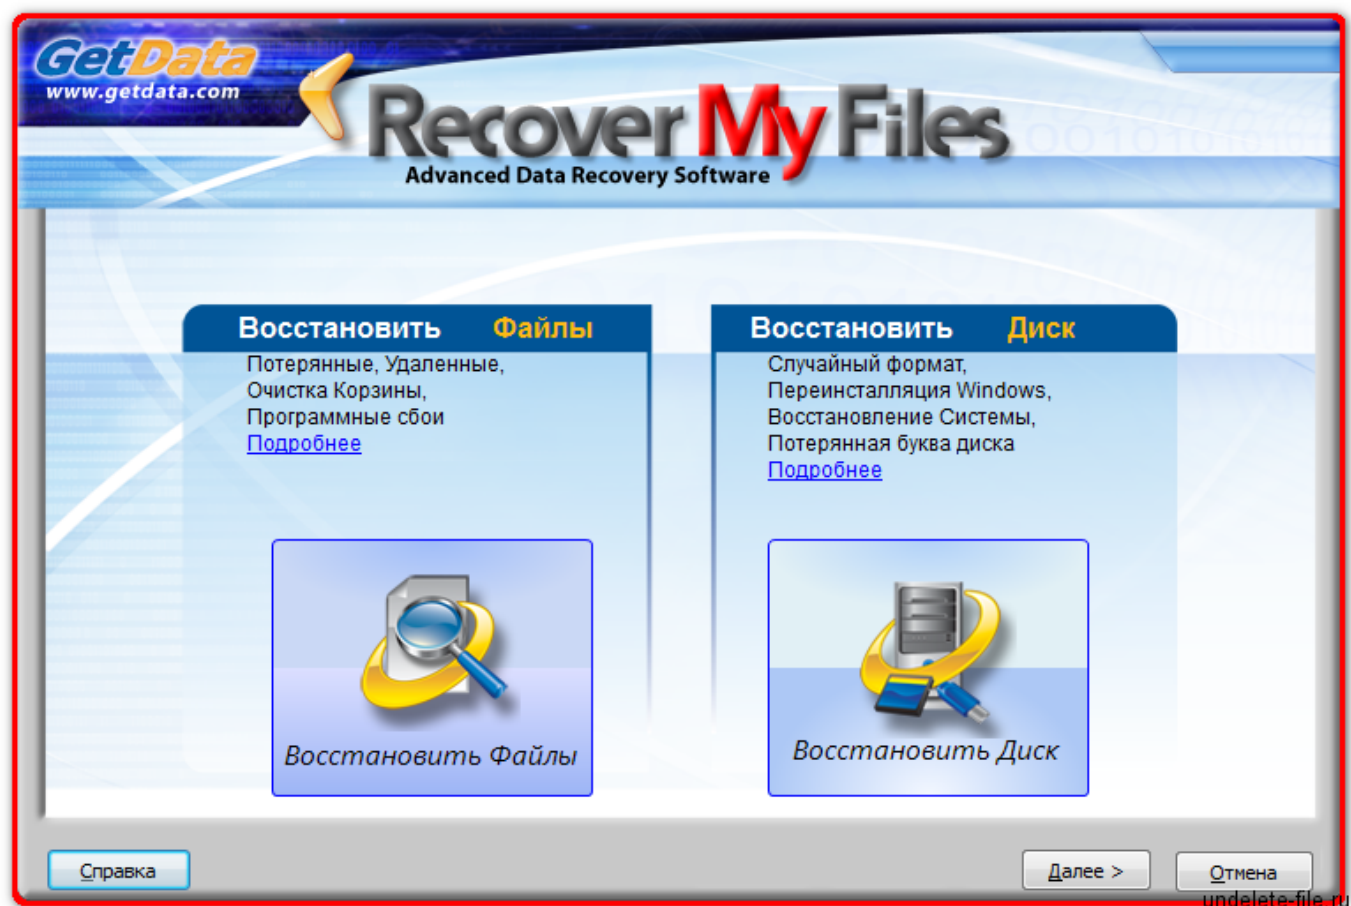 GetData
www.getdata.com
Recover My Files
Advanced Data Recovery Software
Восстановить Файлы
Потерянные, Удаленные,
Очистка Корзины,
Программные сбои
Подробнее
Восстановить Файлы
Восстановить Диск
Случайный формат,
Переинсталляция Windows,
Восстановление Системы,
Потерянная буква диска
Подробнее
Восстановить Диск
Справка
Далее >
Отмена
undelete-file.ru